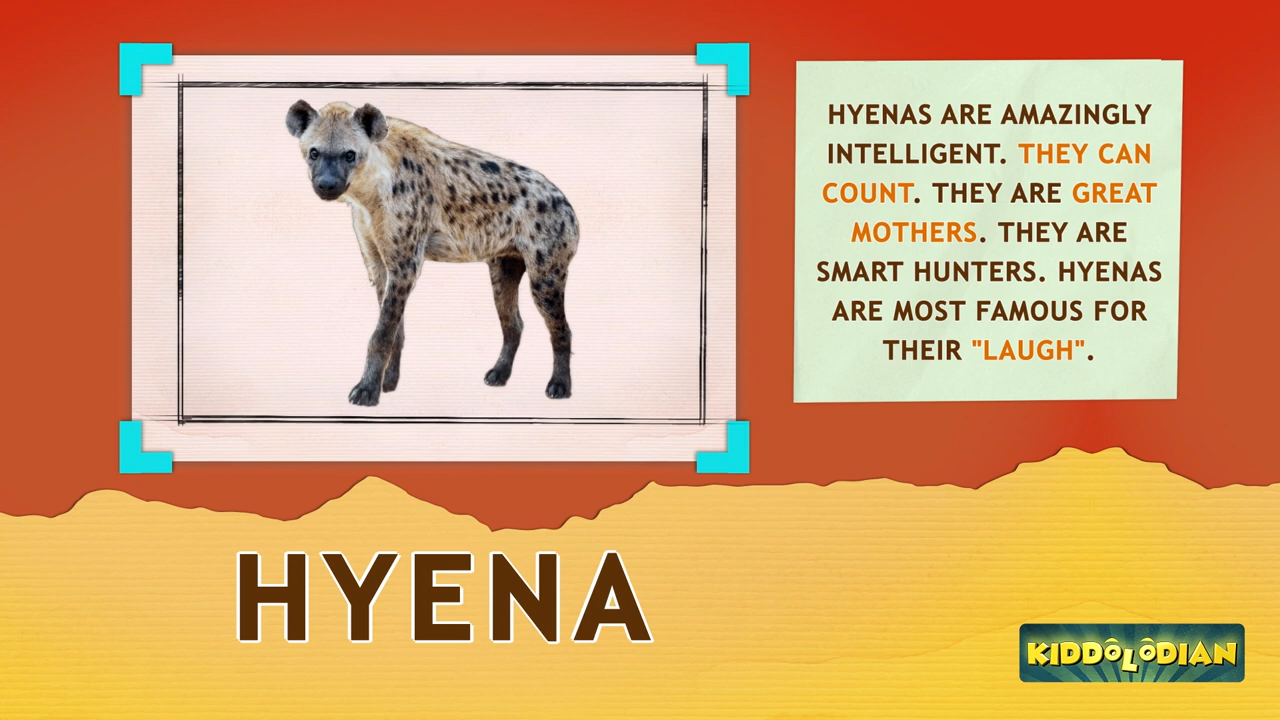 HYENAS ARE AMAZINGLY
INTELLIGENT. THEY CAN
COUNT. THEY ARE GREAT
MOTHERS. THEY ARE
SMART HUNTERS. HYENAS
ARE MOST FAMOUS FOR
THEIR "LAUGH".
HYENA
KIDDÔLÔDIAN